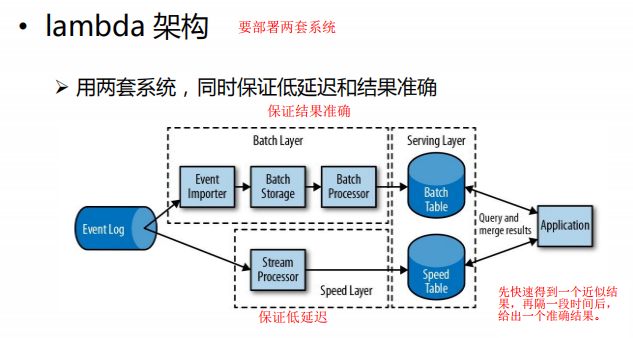 • lambda 架构
要部署两套系统
➢ 用两套系统，同时保证低延迟和结果准确
保证结果准确
Batch Layer
Serving Layer
Event
Importer
Batch
Storage
Batch
Processor
Batch
Table
Event Log
Query and
merge results
Application
Stream
Processor
Speed Layer
Speed
Table
保证低延迟
先快速得到一个近似结
果，再隔一段时间后，
给出一个准确结果。